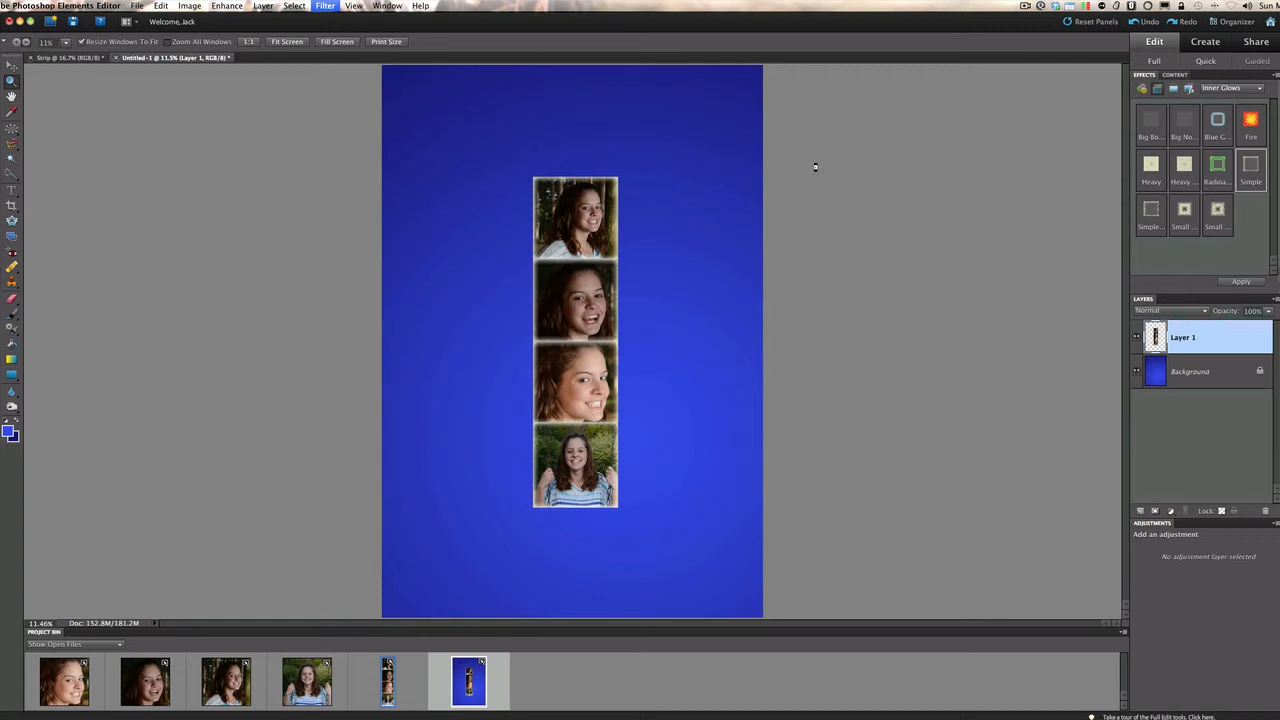 be Photoshop Elements Editor File Edit Image Enhance Layer Select Filter View Window Help Sun M
Welcome, Jack Reset Panels Undo Redo Organizer
11% Resize Windows To Fit Zoom All Windows 1:1 Fit Screen Fill Screen Print Size Edit Create Share
Strip @ 16.7% (RGB/8) * Untitled-1 @ 11.5% (Layer 1, RGB/8) * Full Quick Guided
EFFECTS CONTENT
Inner Glows
Big Bo... Big No... Blue G... Fire
Heavy Heavy ... Radioa... Simple
Simple... Small ... Small ...
Apply
LAYERS
Normal Opacity: 100%
Layer 1
Background
Lock:
ADJUSTMENTS
Add an adjustment
No adjustment layer selected
11.46% Doc: 152.8M/181.2M
PROJECT BIN
Show Open Files
Take a tour of the Full Edit tools. Click here.